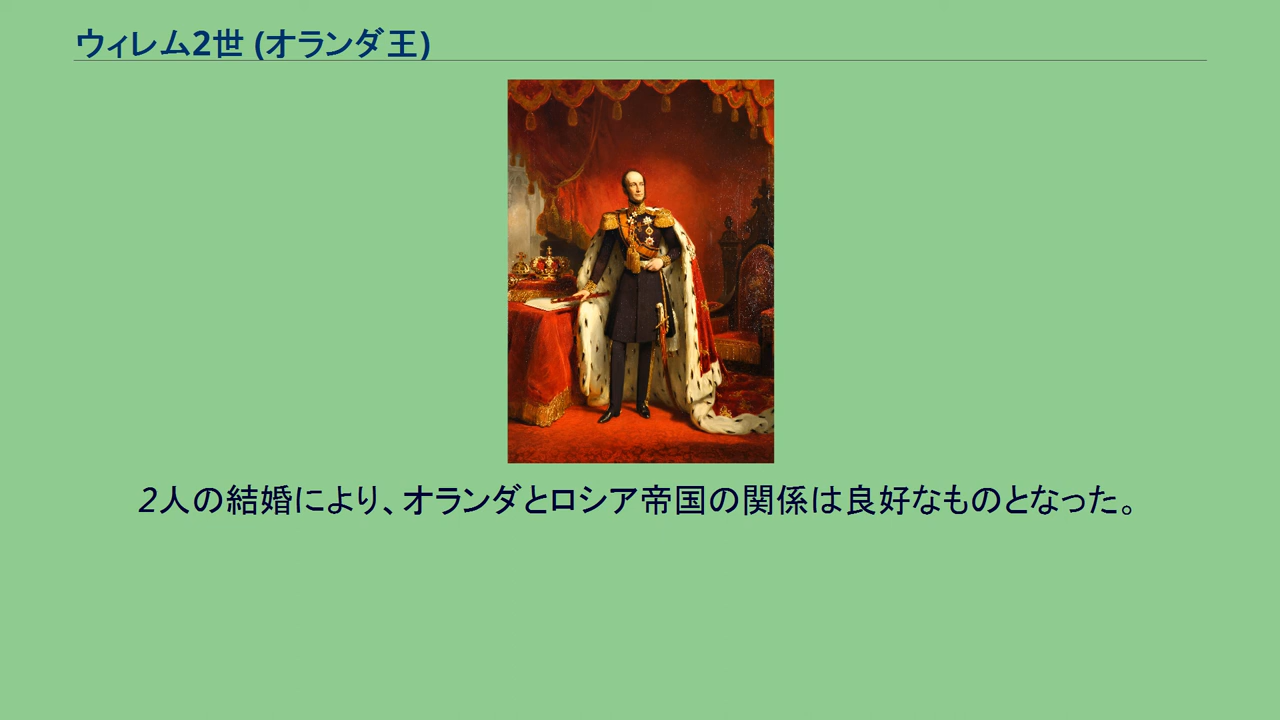 ウィレム2世 (オランダ王)
2人の結婚により、オランダとロシア帝国の関係は良好なものとなった。